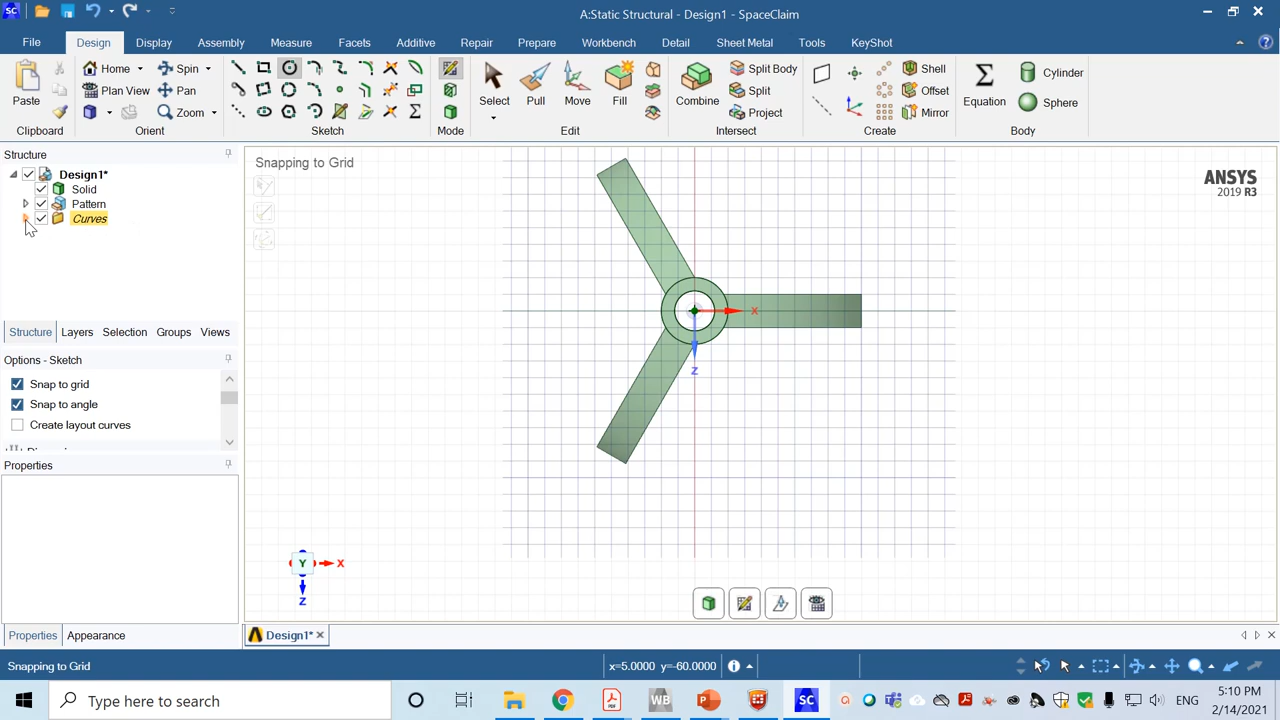 SC
A:Static Structural - Design1 - SpaceClaim
File Design Display Assembly Measure Facets Additive Repair Prepare Workbench Detail Sheet Metal Tools KeyShot
Paste
Clipboard
Home Spin
Plan View Pan
Zoom
Orient
Sketch
Mode
Select Pull Move Fill
Edit
Combine
Split Body
Split
Project
Intersect
Shell
Offset
Mirror
Create
Equation
Cylinder
Sphere
Body
Structure
Design1*
Solid
Pattern
Curves
Structure Layers Selection Groups Views
Options - Sketch
Snap to grid
Snap to angle
Create layout curves
Properties
Properties Appearance
Snapping to Grid
ANSYS
2019 R3
X
Z
Y
X
Z
Design1*
Snapping to Grid
x=5.0000 y=-60.0000
Type here to search
WB
SC
ENG
5:10 PM
2/14/2021